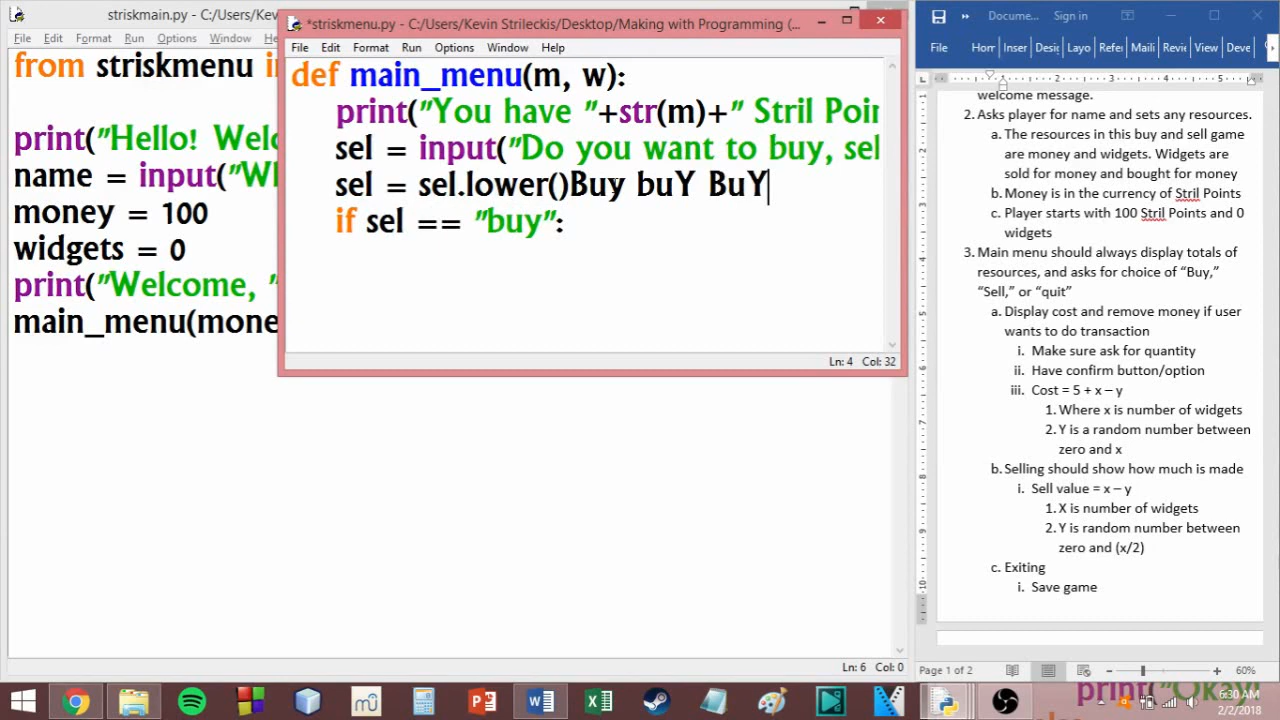 striskmain.py - C:/Users/Kev
File Edit Format Run Options Window He
from striskmenu i
print("Hello! Welc
name = input("W
money = 100
widgets = 0
print("Welcome, "
main_menu(mone
Ln: 6 Col: 0
*striskmenu.py - C:/Users/Kevin Strileckis/Desktop/Making with Programming (...
File Edit Format Run Options Window Help
def main_menu(m, w):
print("You have "+str(m)+" Stril Poin
sel = input("Do you want to buy, sel
sel = sel.lower()Buy buY BuY
if sel == "buy":
Ln: 4 Col: 32
Docume... Sign in
File Hom Inser Desig Layo Refer Maili Revie View Deve
1 2 3 4 5
welcome message.
2. Asks player for name and sets any resources.
a. The resources in this buy and sell game
are money and widgets. Widgets are
sold for money and bought for money
b. Money is in the currency of Stril Points
c. Player starts with 100 Stril Points and 0
widgets
3. Main menu should always display totals of
resources, and asks for choice of “Buy,”
“Sell,” or “quit”
a. Display cost and remove money if user
wants to do transaction
i. Make sure ask for quantity
ii. Have confirm button/option
iii. Cost = 5 + x – y
1. Where x is number of widgets
2. Y is a random number between
zero and x
b. Selling should show how much is made
i. Sell value = x – y
1. X is number of widgets
2. Y is random number between
zero and (x/2)
c. Exiting
i. Save game
Page 1 of 2 60%
print("Oka
6:30 AM
2/2/2018